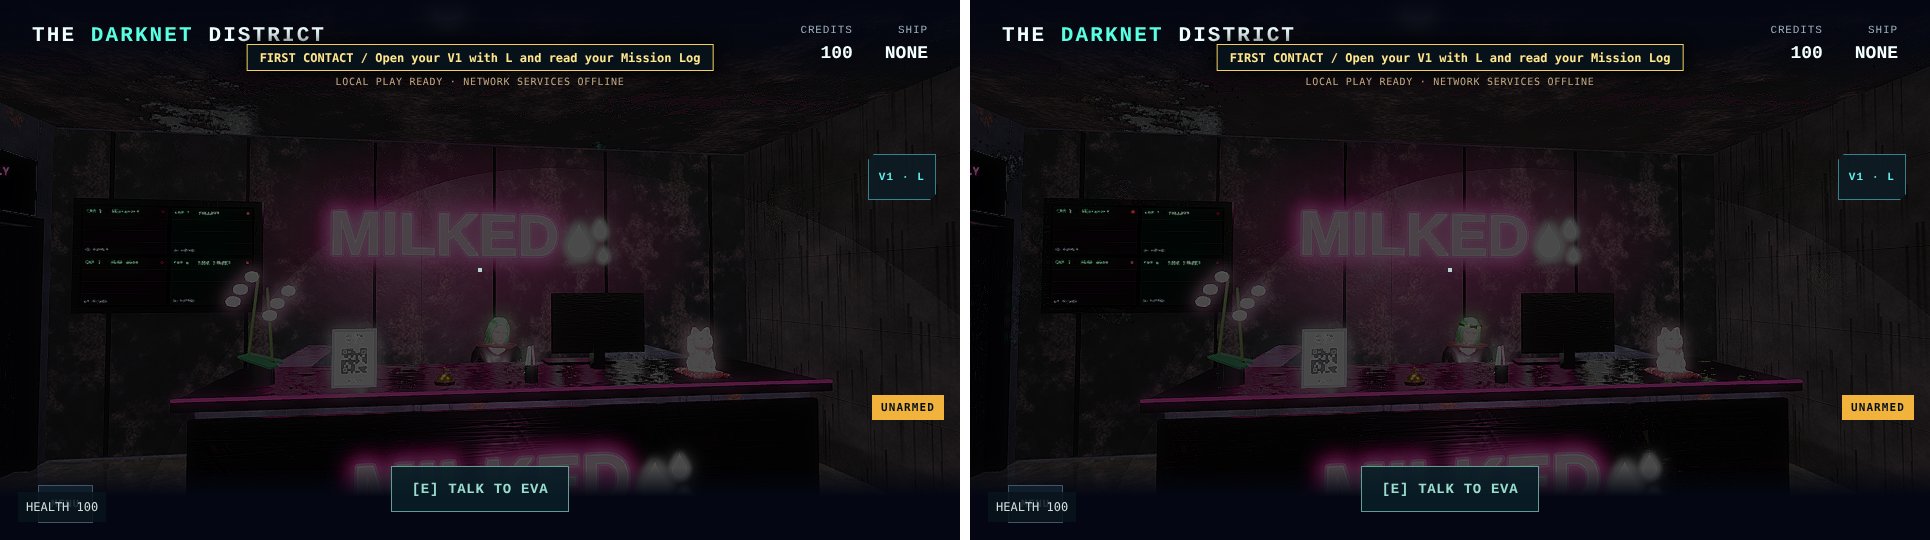 THE DARKNET DISTRICT
CREDITS
100
SHIP
NONE
FIRST CONTACT / Open your V1 with L and read your Mission Log
LOCAL PLAY READY · NETWORK SERVICES OFFLINE
V1 · L
MILKED
UNARMED
MILKED
[E] TALK TO EVA
HEALTH 100
THE DARKNET DISTRICT
CREDITS
100
SHIP
NONE
FIRST CONTACT / Open your V1 with L and read your Mission Log
LOCAL PLAY READY · NETWORK SERVICES OFFLINE
V1 · L
MILKED
UNARMED
MILKED
[E] TALK TO EVA
HEALTH 100